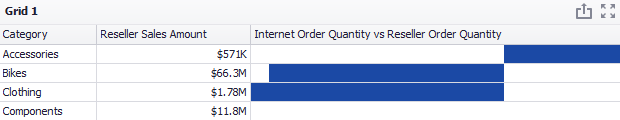 Grid 1
Category Reseller Sales Amount Internet Order Quantity vs Reseller Order Quantity
Accessories $571K
Bikes $66.3M
Clothing $1.78M
Components $11.8M